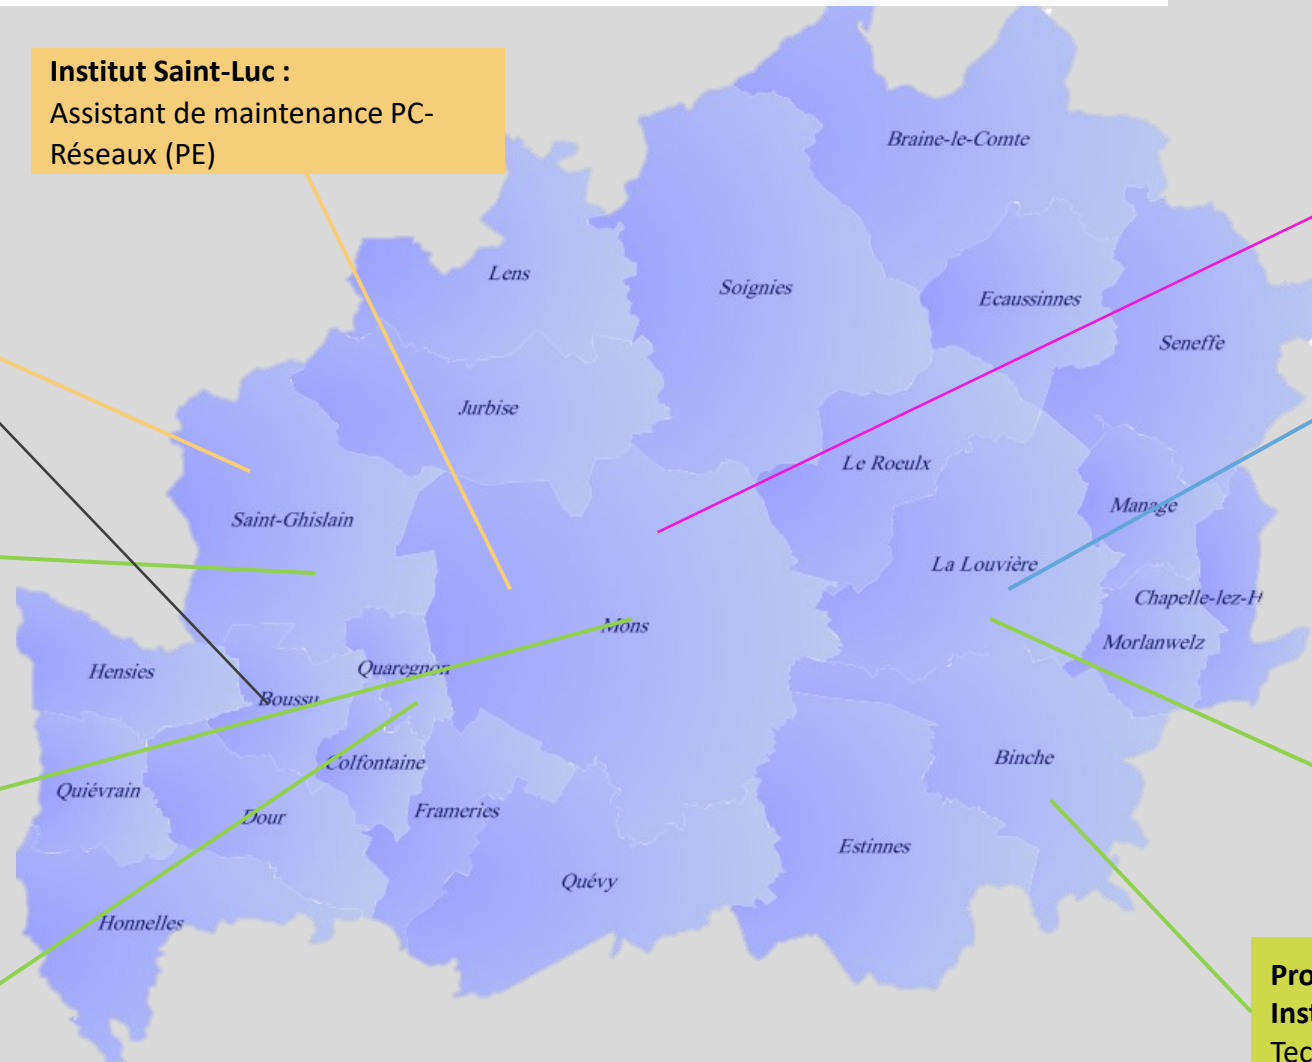 Institut Saint-Luc :
Assistant de maintenance PC-
Réseaux (PE)
Braine-le-Comte
Lens
Soignies
Ecaussinnes
Seneffe
Jurbise
Le Roeulx
Manage
Saint-Ghislain
La Louvière
Chapelle-lez-H
Mons
Morlanwelz
Hensies
Quaregnon
Boussu
Colfontaine
Binche
Quiévrain
Dour
Frameries
Estinnes
Quévy
Honnelles
Pro
Inst
Tec